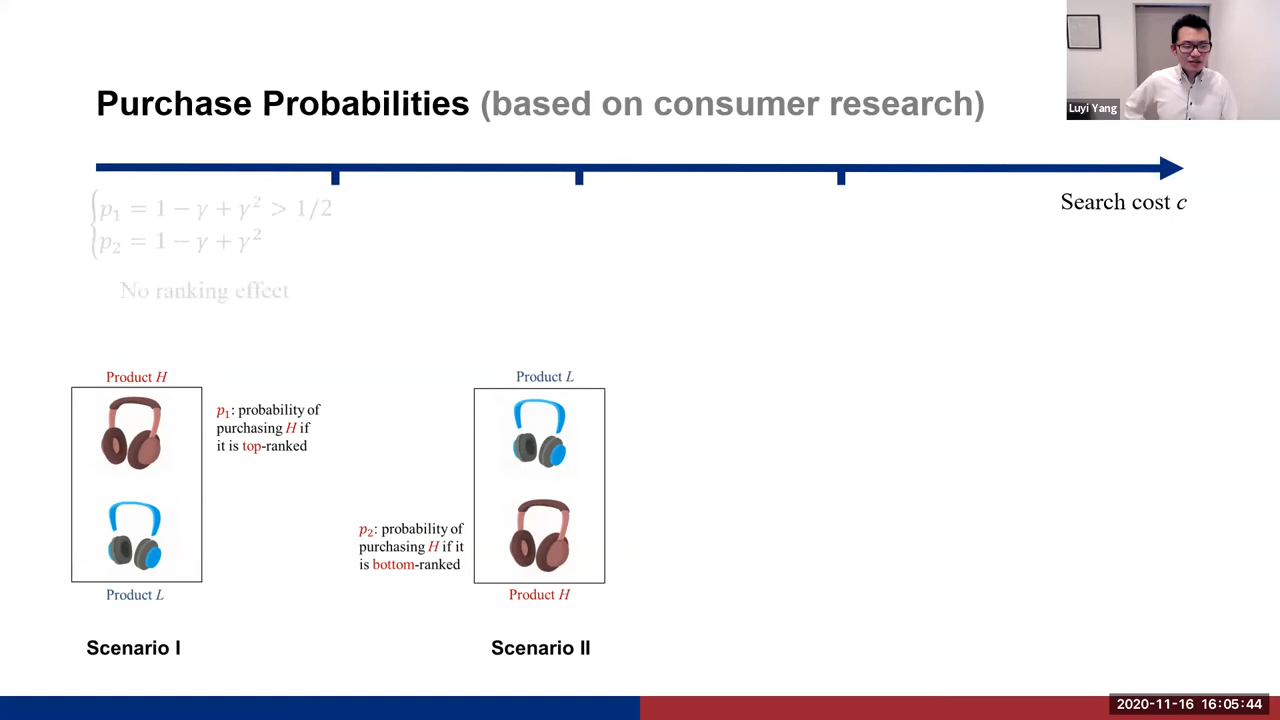 Luyi Yang
Purchase Probabilities (based on consumer research)
Search cost c
p₁ = 1 − γ + γ² > 1/2
p₂ = 1 − γ + γ²
No ranking effect
Product H
p₁: probability of
purchasing H if
it is top-ranked
Product L
Scenario I
Product L
p₂: probability of
purchasing H if it
is bottom-ranked
Product H
Scenario II
2020-11-16 16:05:44